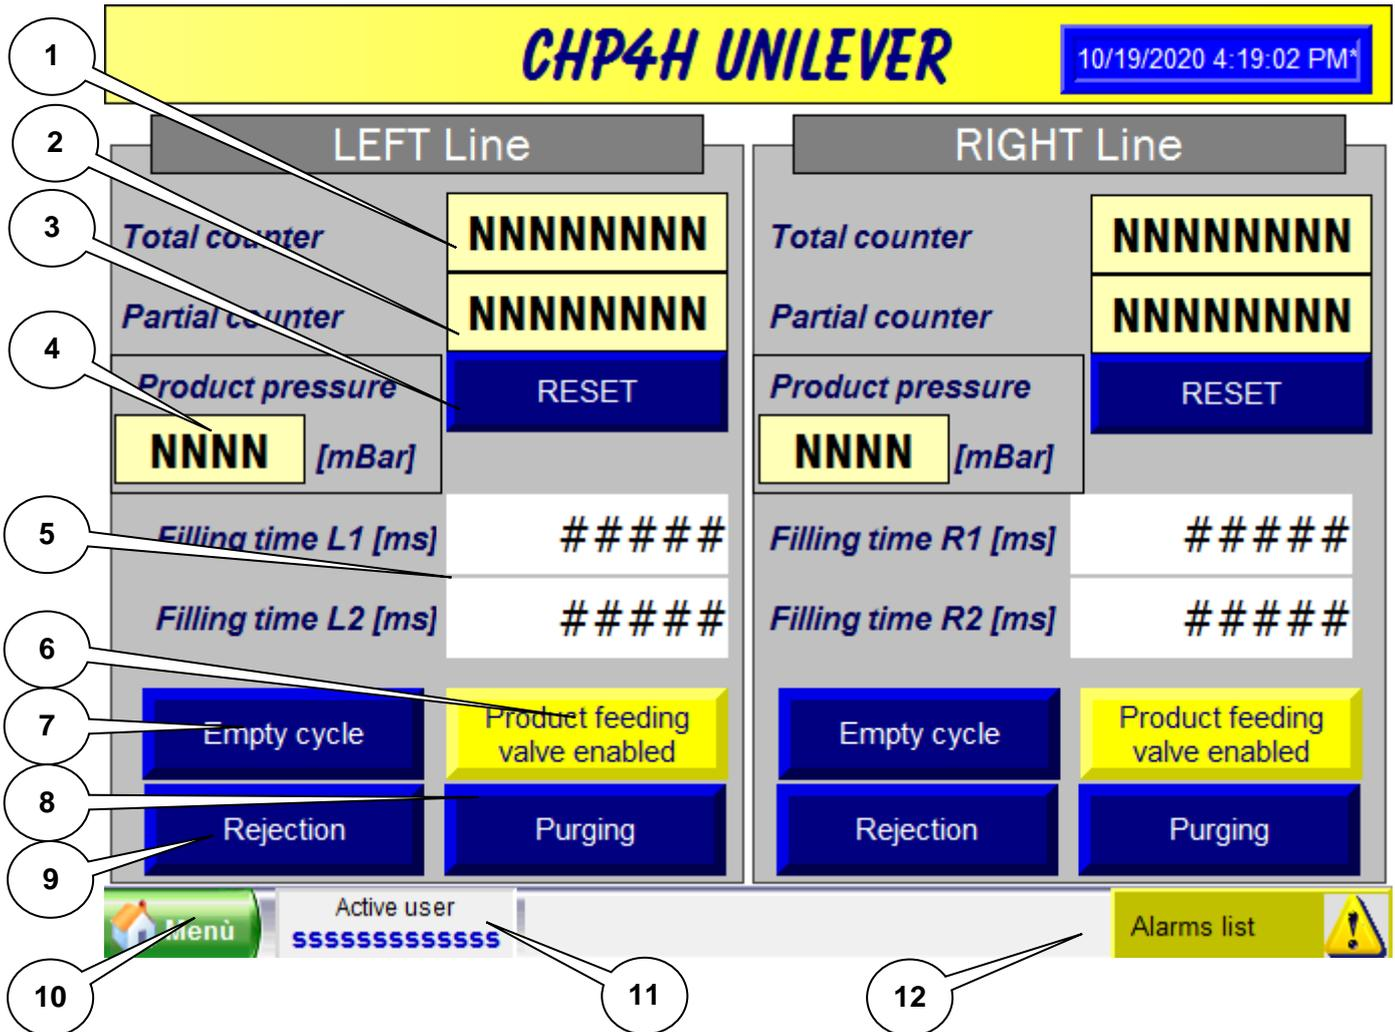 CHP4H UNILEVER
10/19/2020 4:19:02 PM*
1
2
3
4
5
6
7
8
9
LEFT Line
Total counter NNNNNNNN
Partial counter NNNNNNNN
Product pressure RESET
NNNN [mBar]
Filling time L1 [ms] #####
Filling time L2 [ms] #####
Empty cycle
Product feeding
valve enabled
Rejection
Purging
RIGHT Line
Total counter NNNNNNNN
Partial counter NNNNNNNN
Product pressure RESET
NNNN [mBar]
Filling time R1 [ms] #####
Filling time R2 [ms] #####
Empty cycle
Product feeding
valve enabled
Rejection
Purging
Menù
Active user
sssssssssssss
Alarms list
10
11
12